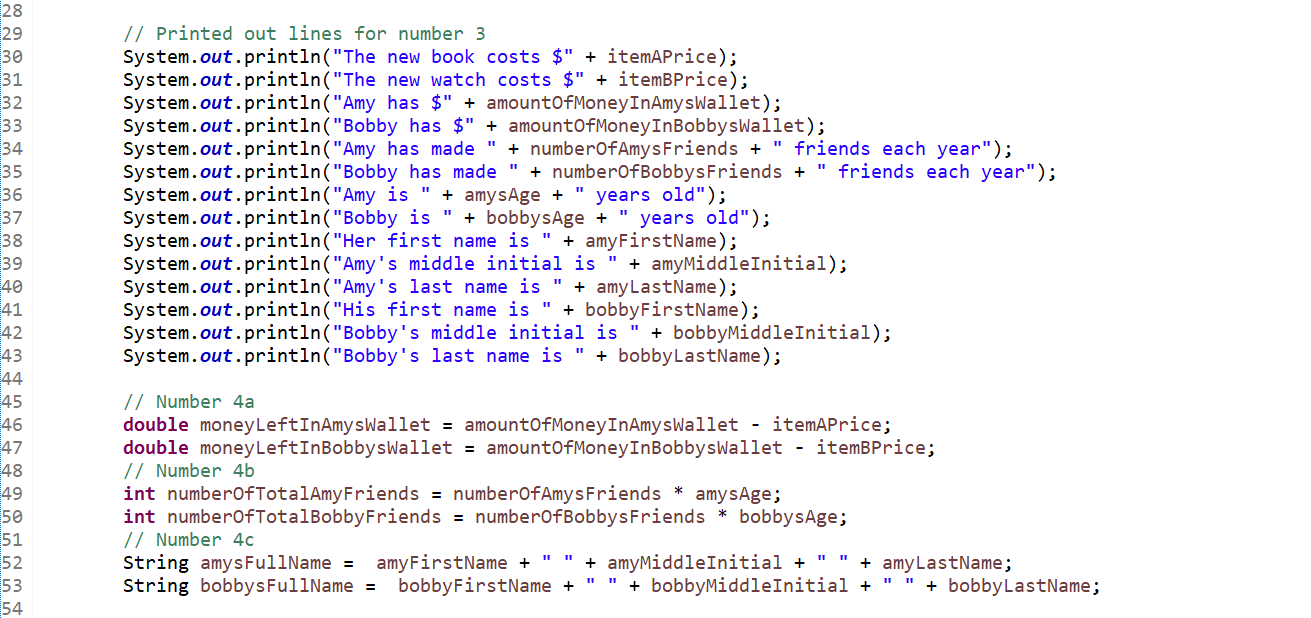 28
29 // Printed out lines for number 3
30 System.out.println("The new book costs $" + itemAPrice);
31 System.out.println("The new watch costs $" + itemBPrice);
32 System.out.println("Amy has $" + amountOfMoneyInAmysWallet);
33 System.out.println("Bobby has $" + amountOfMoneyInBobbysWallet);
34 System.out.println("Amy has made " + numberOfAmysFriends + " friends each year");
35 System.out.println("Bobby has made " + numberOfBobbysFriends + " friends each year");
36 System.out.println("Amy is " + amysAge + " years old");
37 System.out.println("Bobby is " + bobbysAge + " years old");
38 System.out.println("Her first name is " + amyFirstName);
39 System.out.println("Amy's middle initial is " + amyMiddleInitial);
40 System.out.println("Amy's last name is " + amyLastName);
41 System.out.println("His first name is " + bobbyFirstName);
42 System.out.println("Bobby's middle initial is " + bobbyMiddleInitial);
43 System.out.println("Bobby's last name is " + bobbyLastName);
44
45 // Number 4a
46 double moneyLeftInAmysWallet = amountOfMoneyInAmysWallet - itemAPrice;
47 double moneyLeftInBobbysWallet = amountOfMoneyInBobbysWallet - itemBPrice;
48 // Number 4b
49 int numberOfTotalAmyFriends = numberOfAmysFriends * amysAge;
50 int numberOfTotalBobbyFriends = numberOfBobbysFriends * bobbysAge;
51 // Number 4c
52 String amysFullName =  amyFirstName + " " + amyMiddleInitial + " " + amyLastName;
53 String bobbysFullName =  bobbyFirstName + " " + bobbyMiddleInitial + " " + bobbyLastName;
54